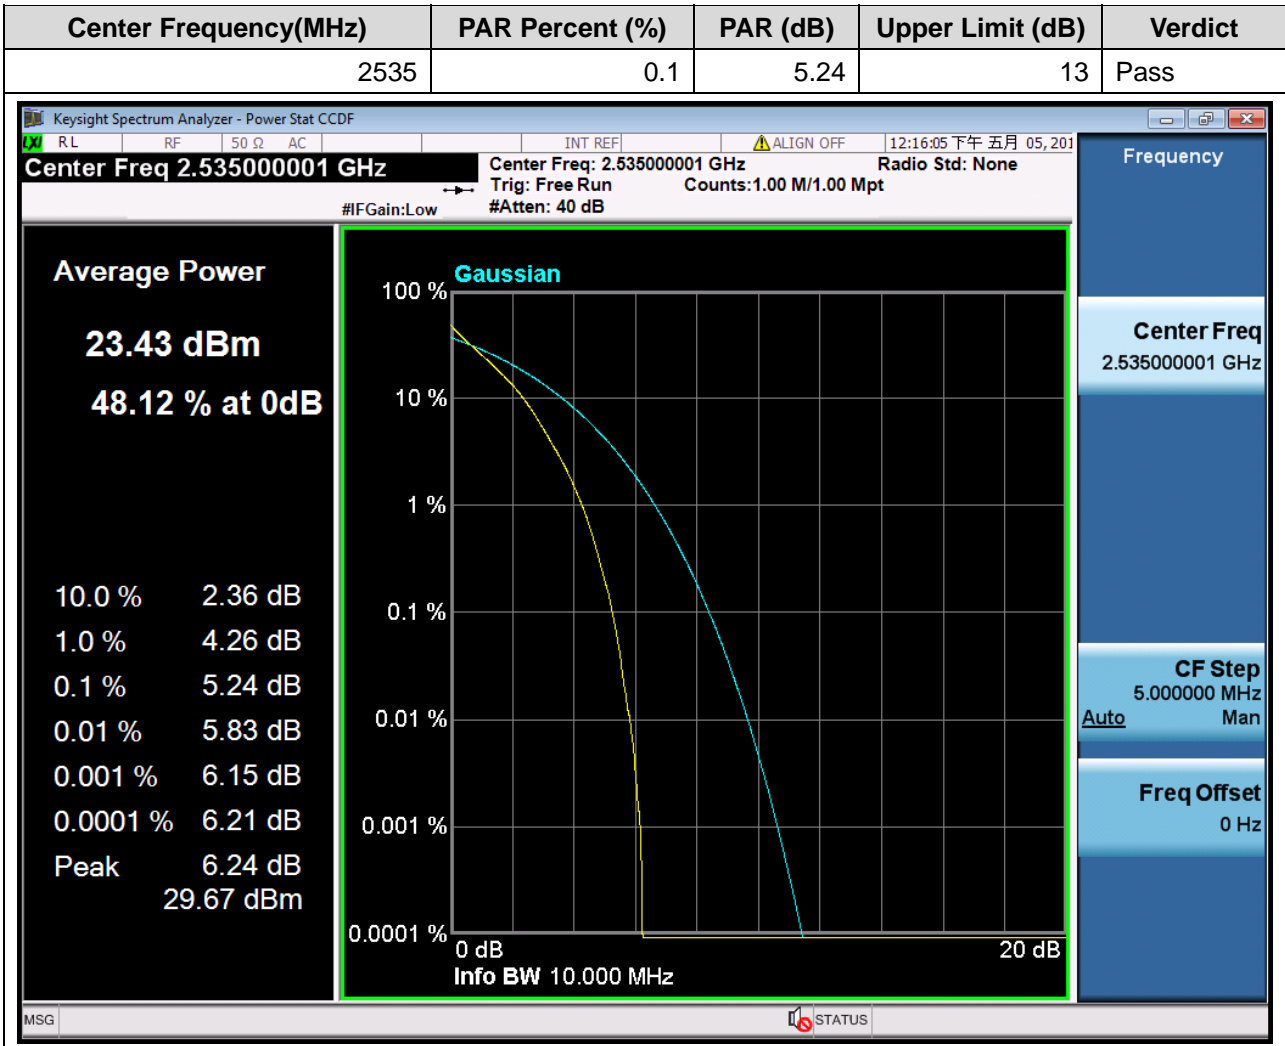 Center Frequency(MHz) PAR Percent (%) PAR (dB) Upper Limit (dB) Verdict
2535 0.1 5.24 13 Pass
Keysight Spectrum Analyzer - Power Stat CCDF
LXI RL RF 50 Ω AC INT REF ALIGN OFF 12:16:05 下午 五月 05, 201
Center Freq 2.535000001 GHz
#IFGain:Low
Center Freq: 2.535000001 GHz Radio Std: None
Trig: Free Run Counts:1.00 M/1.00 Mpt
#Atten: 40 dB
Average Power
23.43 dBm
48.12 % at 0dB
10.0 % 2.36 dB
1.0 % 4.26 dB
0.1 % 5.24 dB
0.01 % 5.83 dB
0.001 % 6.15 dB
0.0001 % 6.21 dB
Peak 6.24 dB
29.67 dBm
Gaussian
100 %
10 %
1 %
0.1 %
0.01 %
0.001 %
0.0001 %
0 dB 20 dB
Info BW 10.000 MHz
Frequency
Center Freq
2.535000001 GHz
CF Step
5.000000 MHz
Auto Man
Freq Offset
0 Hz
MSG STATUS